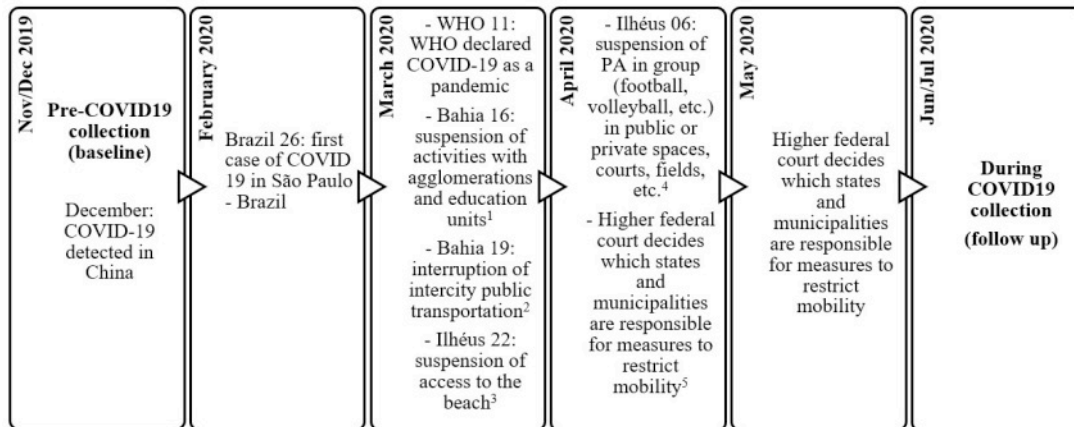 Nov/Dec 2019
Pre-COVID19
collection
(baseline)
December:
COVID-19
detected in
China
February 2020
Brazil 26: first
case of COVID
19 in São Paulo
- Brazil
March 2020
- WHO 11:
WHO declared
COVID-19 as a
pandemic
- Bahia 16:
suspension of
activities with
agglomerations
and education
units1
- Bahia 19:
interruption of
intercity public
transportation2
- Ilhéus 22:
suspension of
access to the
beach3
April 2020
- Ilhéus 06:
suspension of
PA in group
(football,
volleyball, etc.)
in public or
private spaces,
courts, fields,
etc.4
- Higher federal
court decides
which states
and
municipalities
are responsible
for measures to
restrict
mobility5
May 2020
Higher federal
court decides
which states
and
municipalities
are responsible
for measures to
restrict
mobility
Jun/Jul 2020
During
COVID19
collection
(follow up)